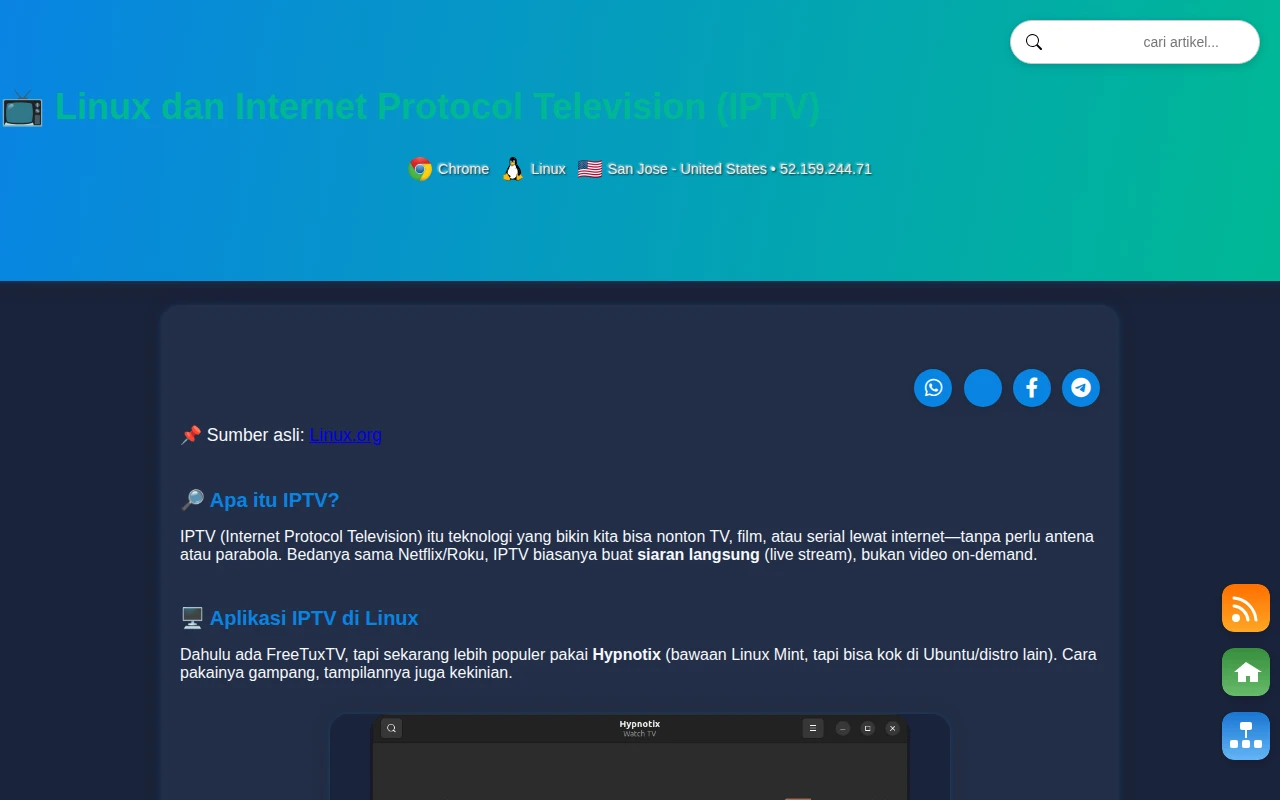 cari artikel...
📺 Linux dan Internet Protocol Television (IPTV)
Chrome Linux San Jose - United States • 52.159.244.71
📌 Sumber asli: Linux.org
🔎 Apa itu IPTV?
IPTV (Internet Protocol Television) itu teknologi yang bikin kita bisa nonton TV, film, atau serial lewat internet—tanpa perlu antena
atau parabola. Bedanya sama Netflix/Roku, IPTV biasanya buat siaran langsung (live stream), bukan video on-demand.
🖥️ Aplikasi IPTV di Linux
Dahulu ada FreeTuxTV, tapi sekarang lebih populer pakai Hypnotix (bawaan Linux Mint, tapi bisa kok di Ubuntu/distro lain). Cara
pakainya gampang, tampilannya juga kekinian.
Hypnotix
Watch TV